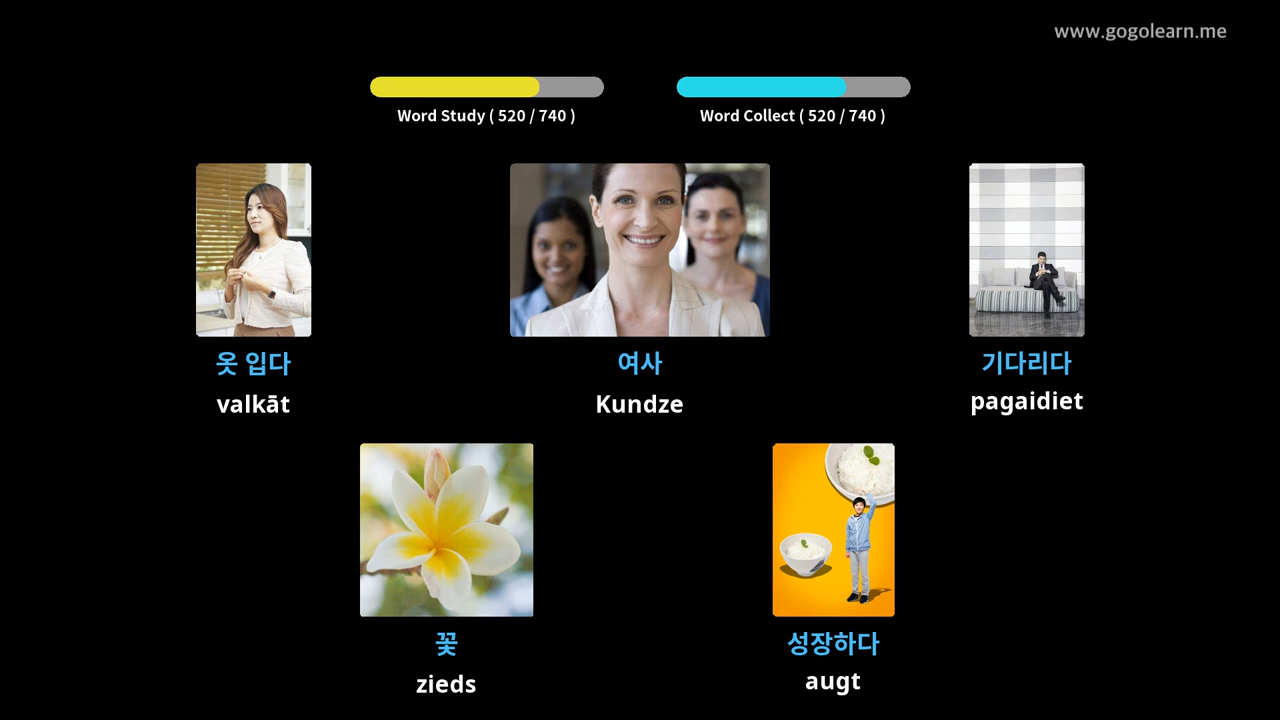 www.gogolearn.me
Word Study ( 520 / 740 )
Word Collect ( 520 / 740 )
옷 입다
여사
기다리다
valkāt
Kundze
pagaidiet
꽃
성장하다
zieds
augt